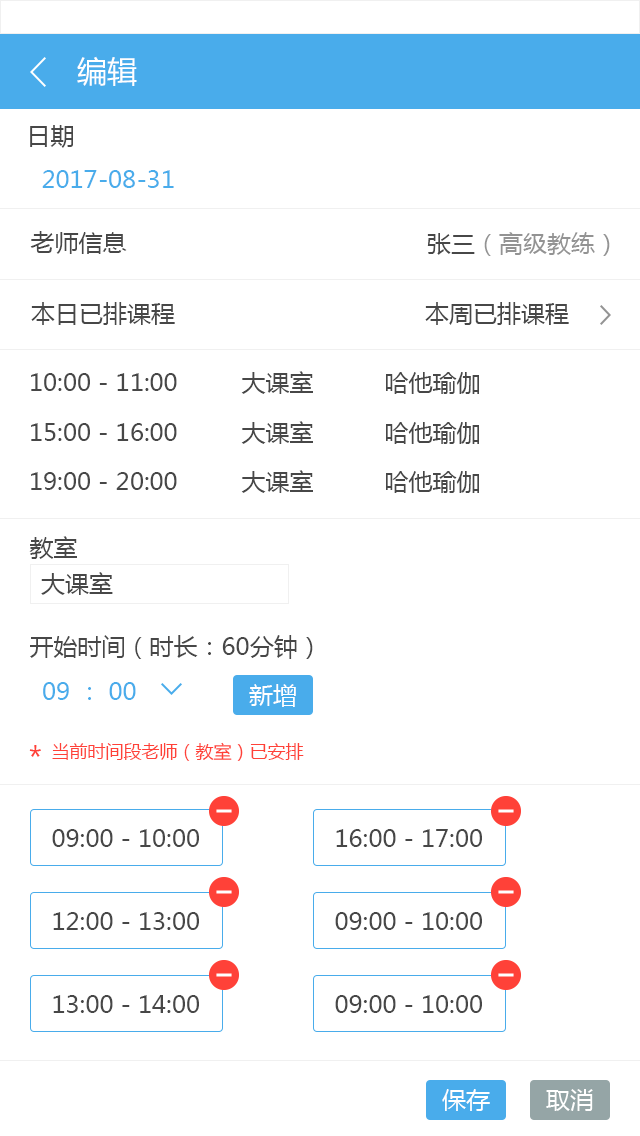 编辑
日期
2017-08-31
老师信息 张三（高级教练）
本日已排课程 本周已排课程
10:00 - 11:00 大课室 哈他瑜伽
15:00 - 16:00 大课室 哈他瑜伽
19:00 - 20:00 大课室 哈他瑜伽
教室
大课室
开始时间（时长：60分钟）
09 : 00 新增
* 当前时间段老师（教室）已安排
09:00 - 10:00 16:00 - 17:00
12:00 - 13:00 09:00 - 10:00
13:00 - 14:00 09:00 - 10:00
保存 取消